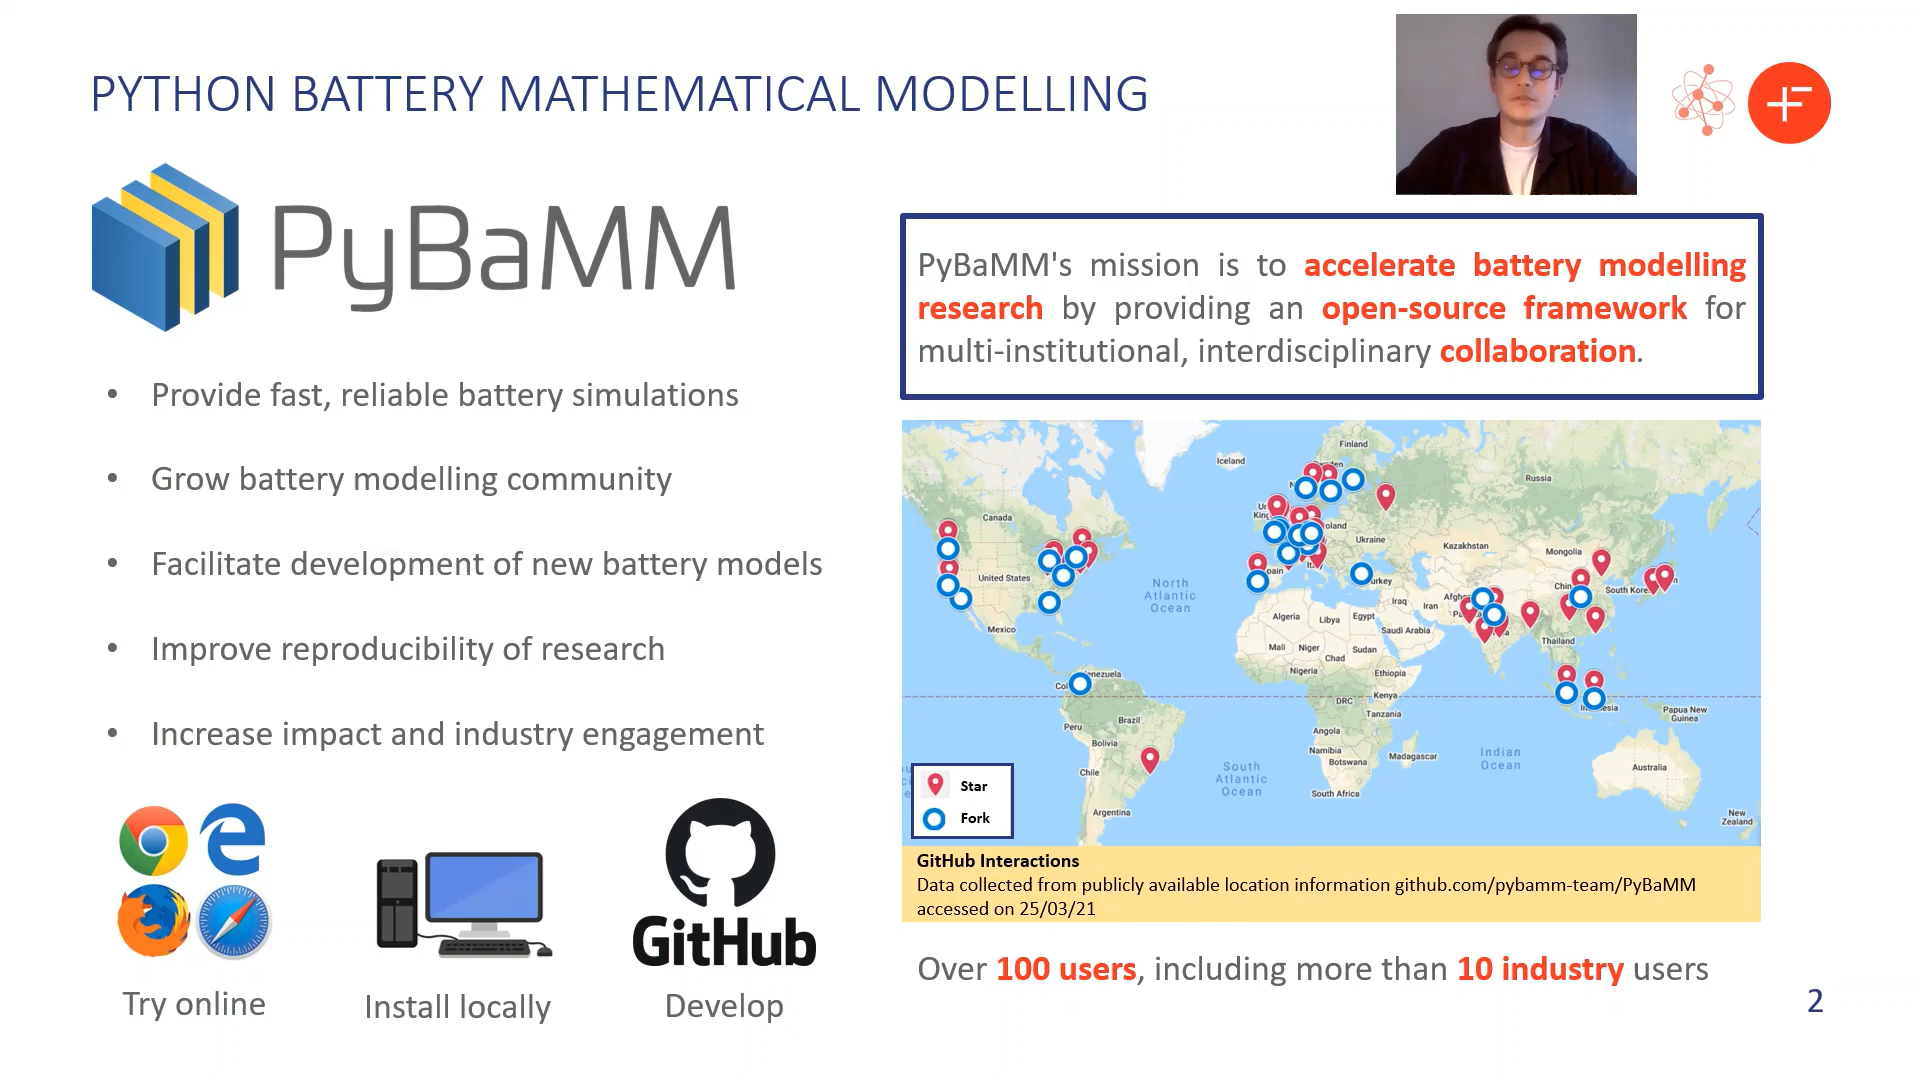 PYTHON BATTERY MATHEMATICAL MODELLING
PyBaMM
• Provide fast, reliable battery simulations
• Grow battery modelling community
• Facilitate development of new battery models
• Improve reproducibility of research
• Increase impact and industry engagement
Try online
Install locally
GitHub
Develop
PyBaMM's mission is to accelerate battery modelling
research by providing an open-source framework for
multi-institutional, interdisciplinary collaboration.
Iceland
Finland
Russia
Canada
Ukraine
Kazakhstan
Mongolia
United States
North
Atlantic
Ocean
South Kore
Iraq
Iran
Algeria
Libya
Egypt
Saudi Arabia
Mexico
Thailand
Mali
Niger
Chad
Sudan
Nigeria
Ethiopia
DRC
Kenya
Tanzania
Papua New
Guinea
Brazil
Peru
Bolivia
Angola
Namibia
Botswana
Madagascar
Indian
Ocean
South
Atlantic
Ocean
Chile
Australia
South Africa
Argentina
New
Zealand
Star
Fork
GitHub Interactions
Data collected from publicly available location information github.com/pybamm-team/PyBaMM
accessed on 25/03/21
Over 100 users, including more than 10 industry users
2